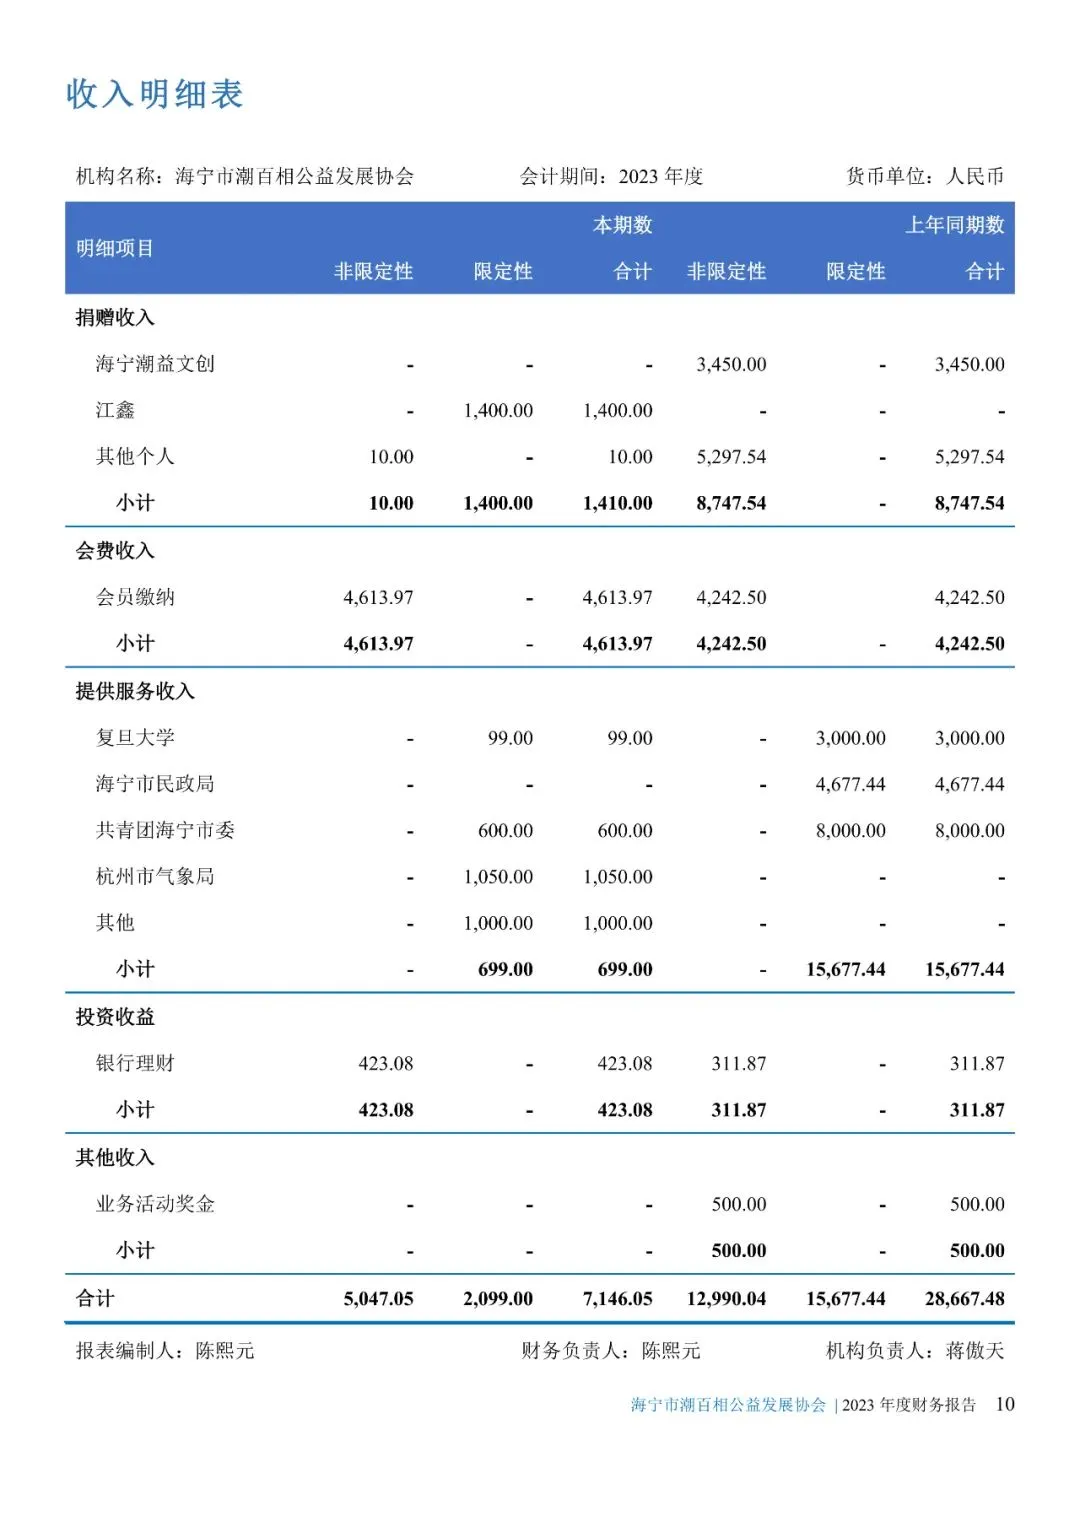 收入明细表
机构名称：海宁市潮百相公益发展协会 会计期间：2023 年度 货币单位：人民币
明细项目 本期数 上年同期数
非限定性 限定性 合计 非限定性 限定性 合计
捐赠收入
海宁潮益文创 - - - 3,450.00 - 3,450.00
江鑫 - 1,400.00 1,400.00 - - -
其他个人 10.00 - 10.00 5,297.54 - 5,297.54
小计 10.00 1,400.00 1,410.00 8,747.54 - 8,747.54
会费收入
会员缴纳 4,613.97 - 4,613.97 4,242.50 4,242.50
小计 4,613.97 - 4,613.97 4,242.50 - 4,242.50
提供服务收入
复旦大学 - 99.00 99.00 - 3,000.00 3,000.00
海宁市民政局 - - - - 4,677.44 4,677.44
共青团海宁市委 - 600.00 600.00 - 8,000.00 8,000.00
杭州市气象局 - 1,050.00 1,050.00 - - -
其他 - 1,000.00 1,000.00 - - -
小计 - 699.00 699.00 - 15,677.44 15,677.44
投资收益
银行理财 423.08 - 423.08 311.87 - 311.87
小计 423.08 - 423.08 311.87 - 311.87
其他收入
业务活动奖金 - - - 500.00 - 500.00
小计 - - - 500.00 - 500.00
合计 5,047.05 2,099.00 7,146.05 12,990.04 15,677.44 28,667.48
报表编制人：陈熙元 财务负责人：陈熙元 机构负责人：蒋傲天
海宁市潮百相公益发展协会 | 2023 年度财务报告 10